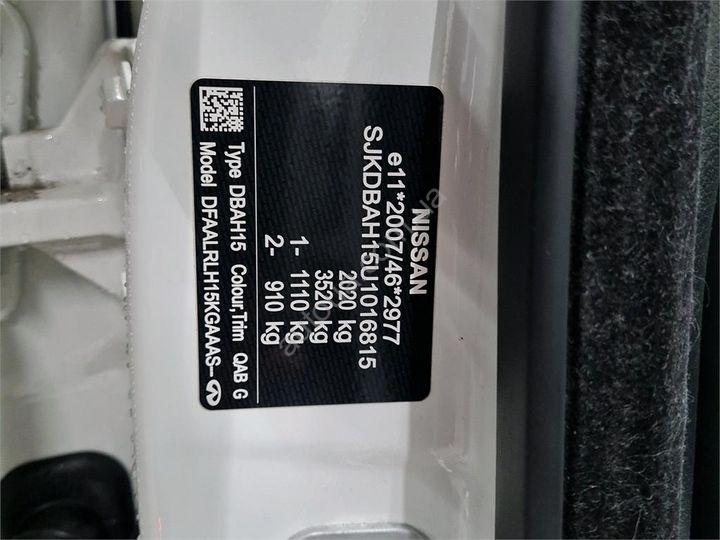 NISSAN
e11*2007/46*2977
SJKDBAH15U1016815
2020 kg
3520 kg
1- 1110 kg
2- 910 kg
Type DBAH15 Colour,Trim QAB G
Model DFAALRLH15KGAAAS--